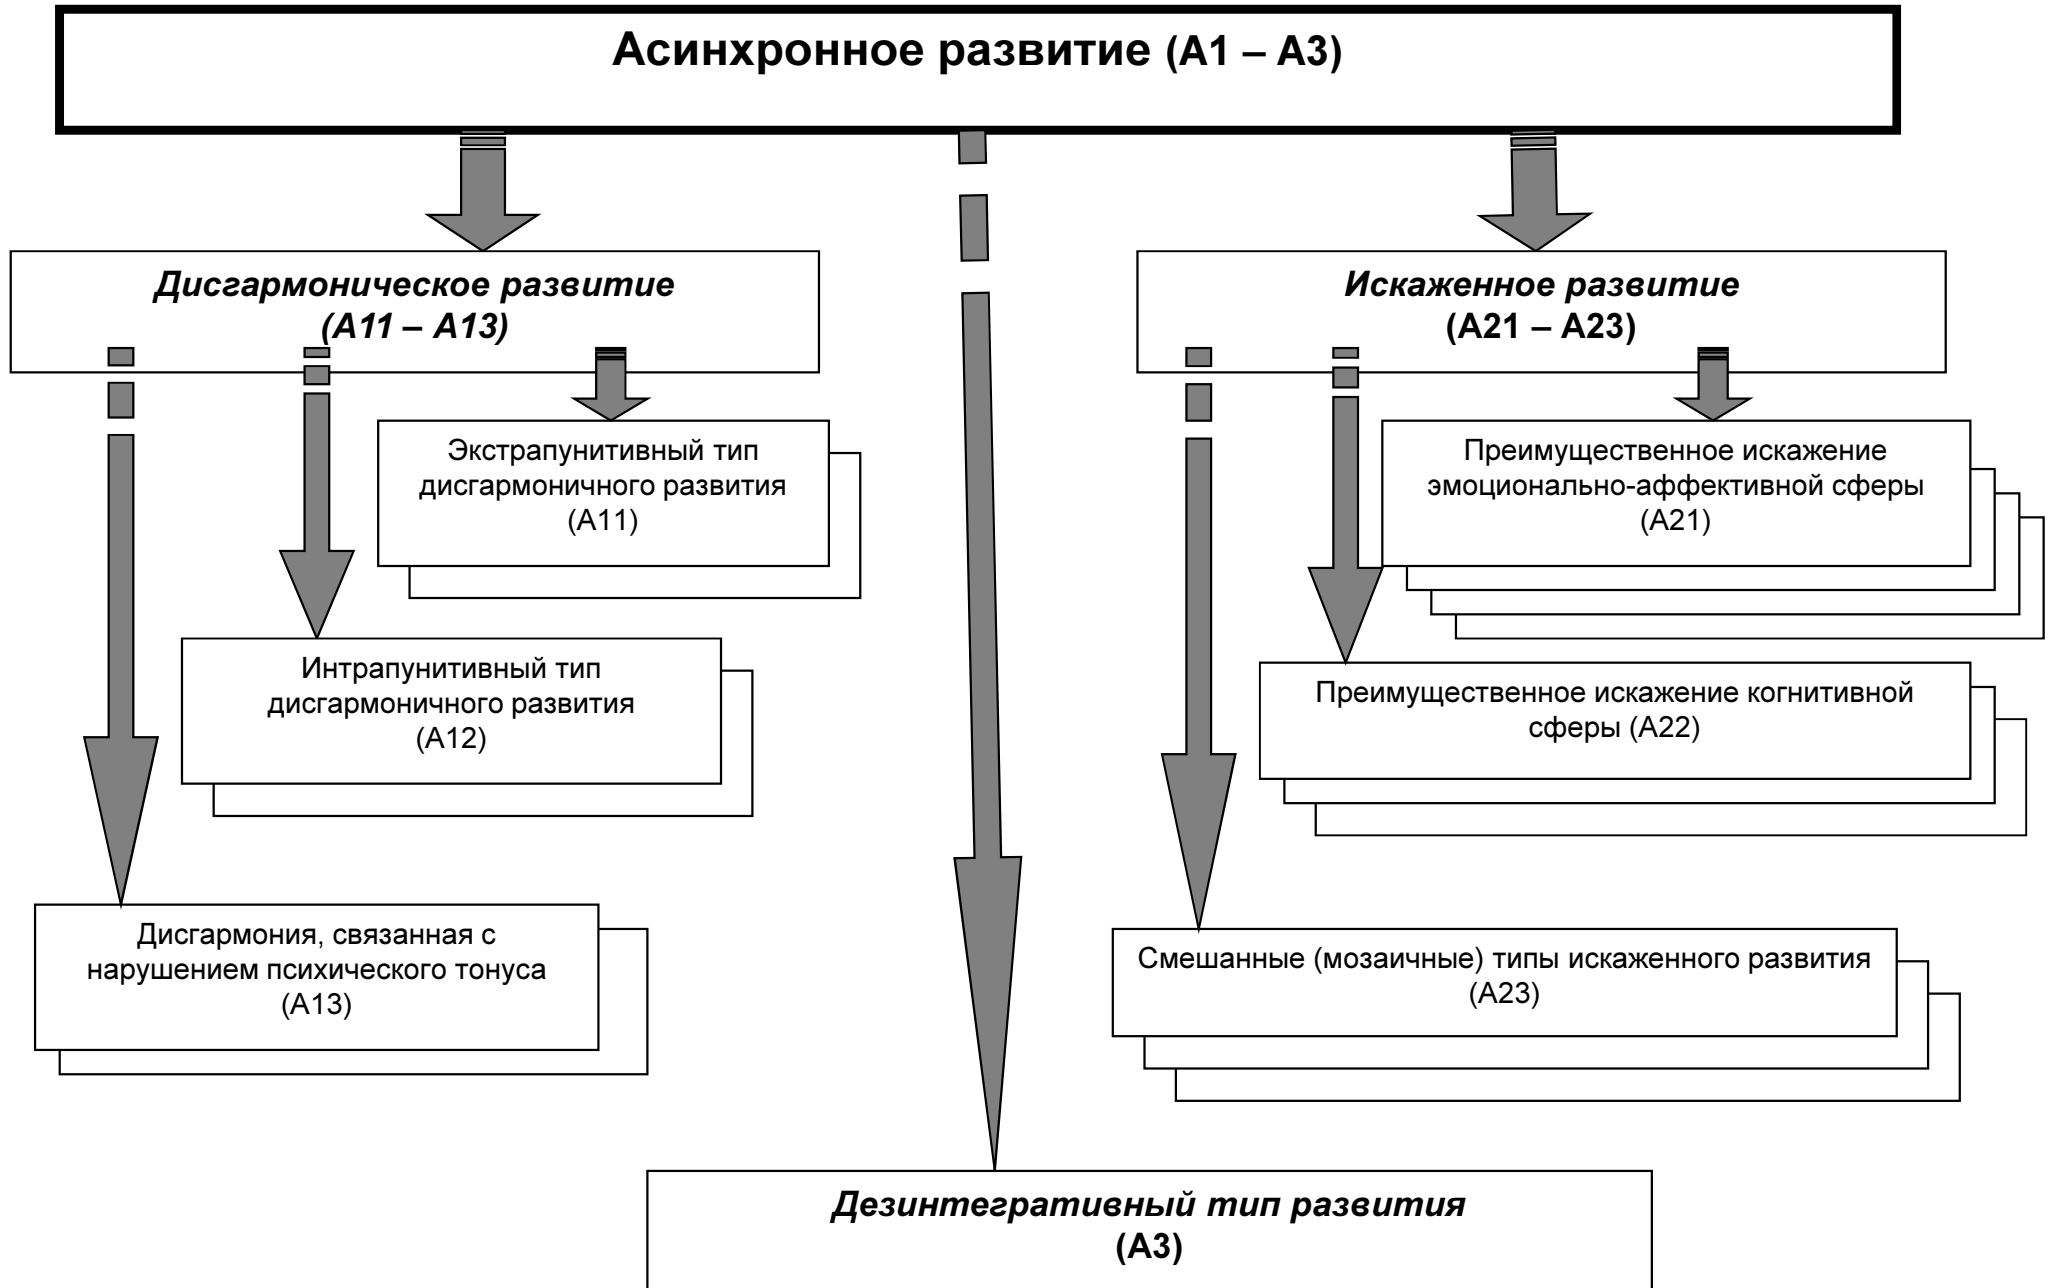 Асинхронное развитие (А1 – А3)
Дисгармоническое развитие
(А11 – А13)
Искаженное развитие
(А21 – А23)
Экстрапунитивный тип
дисгармоничного развития
(А11)
Преимущественное искажение
эмоционально-аффективной сферы
(А21)
Интрапунитивный тип
дисгармоничного развития
(А12)
Преимущественное искажение когнитивной
сферы (А22)
Дисгармония, связанная с
нарушением психического тонуса
(А13)
Смешанные (мозаичные) типы искаженного развития
(А23)
Дезинтегративный тип развития
(А3)